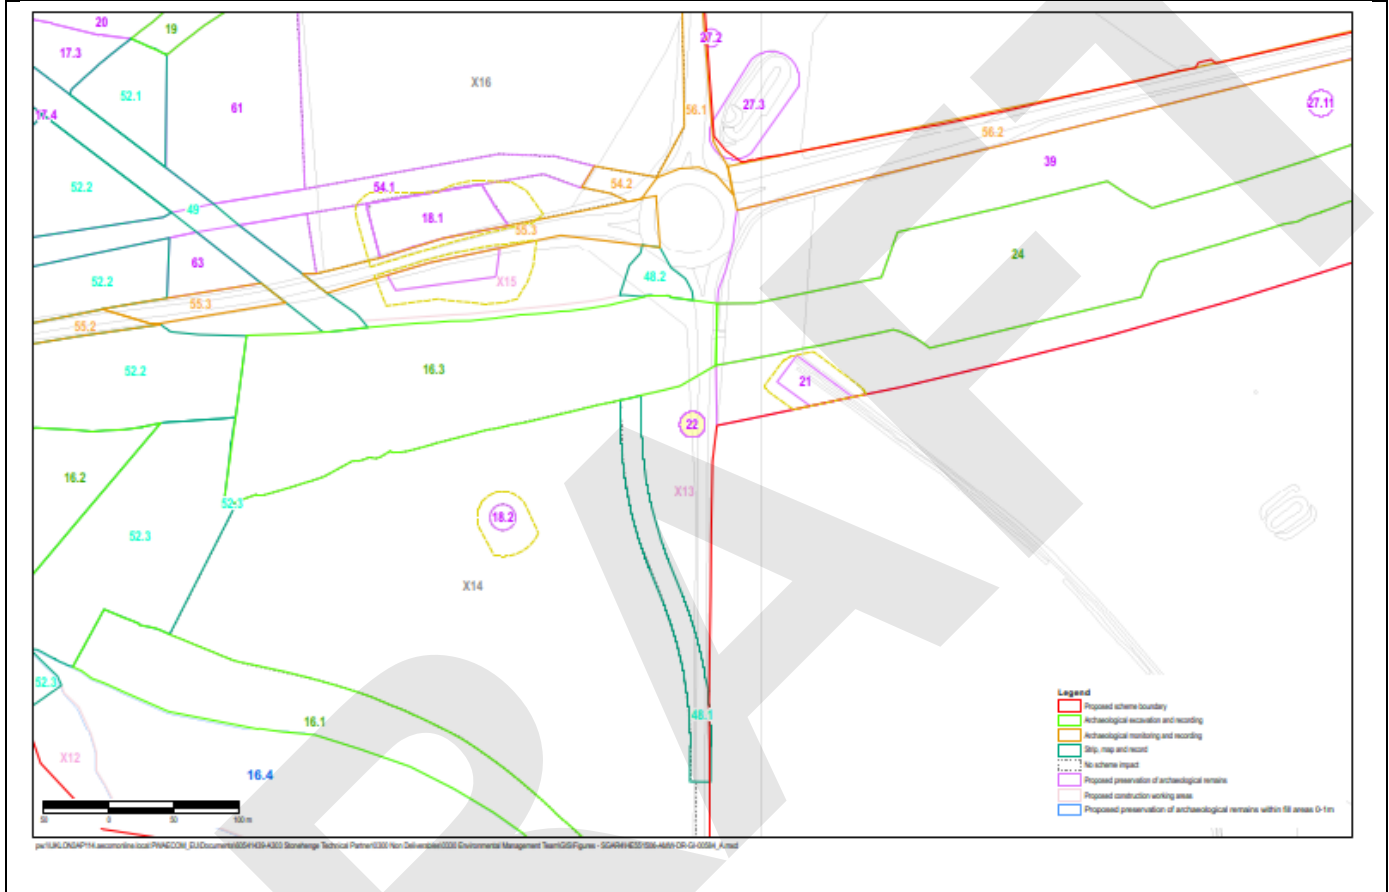 20
19
17.3
27.2
X16
52.1
61
27.3
27.11
17.4
56.1
56.2
39
52.2
54.1
54.2
49
18.1
55.3
63
24
52.2
X15
48.2
55.3
55.2
52.2
16.3
21
22
16.2
X13
52.3
18.2
52.3
X14
52.3
48.1
16.1
X12
16.4
Legend
Proposed scheme boundary
Archaeological excavation and recording
Archaeological monitoring and recording
Strip, map and record
No scheme impact
Proposed preservation of archaeological remains
Proposed construction working areas
Proposed preservation of archaeological remains within fill areas 0-1m
50 0 50 100 m
DRAFT